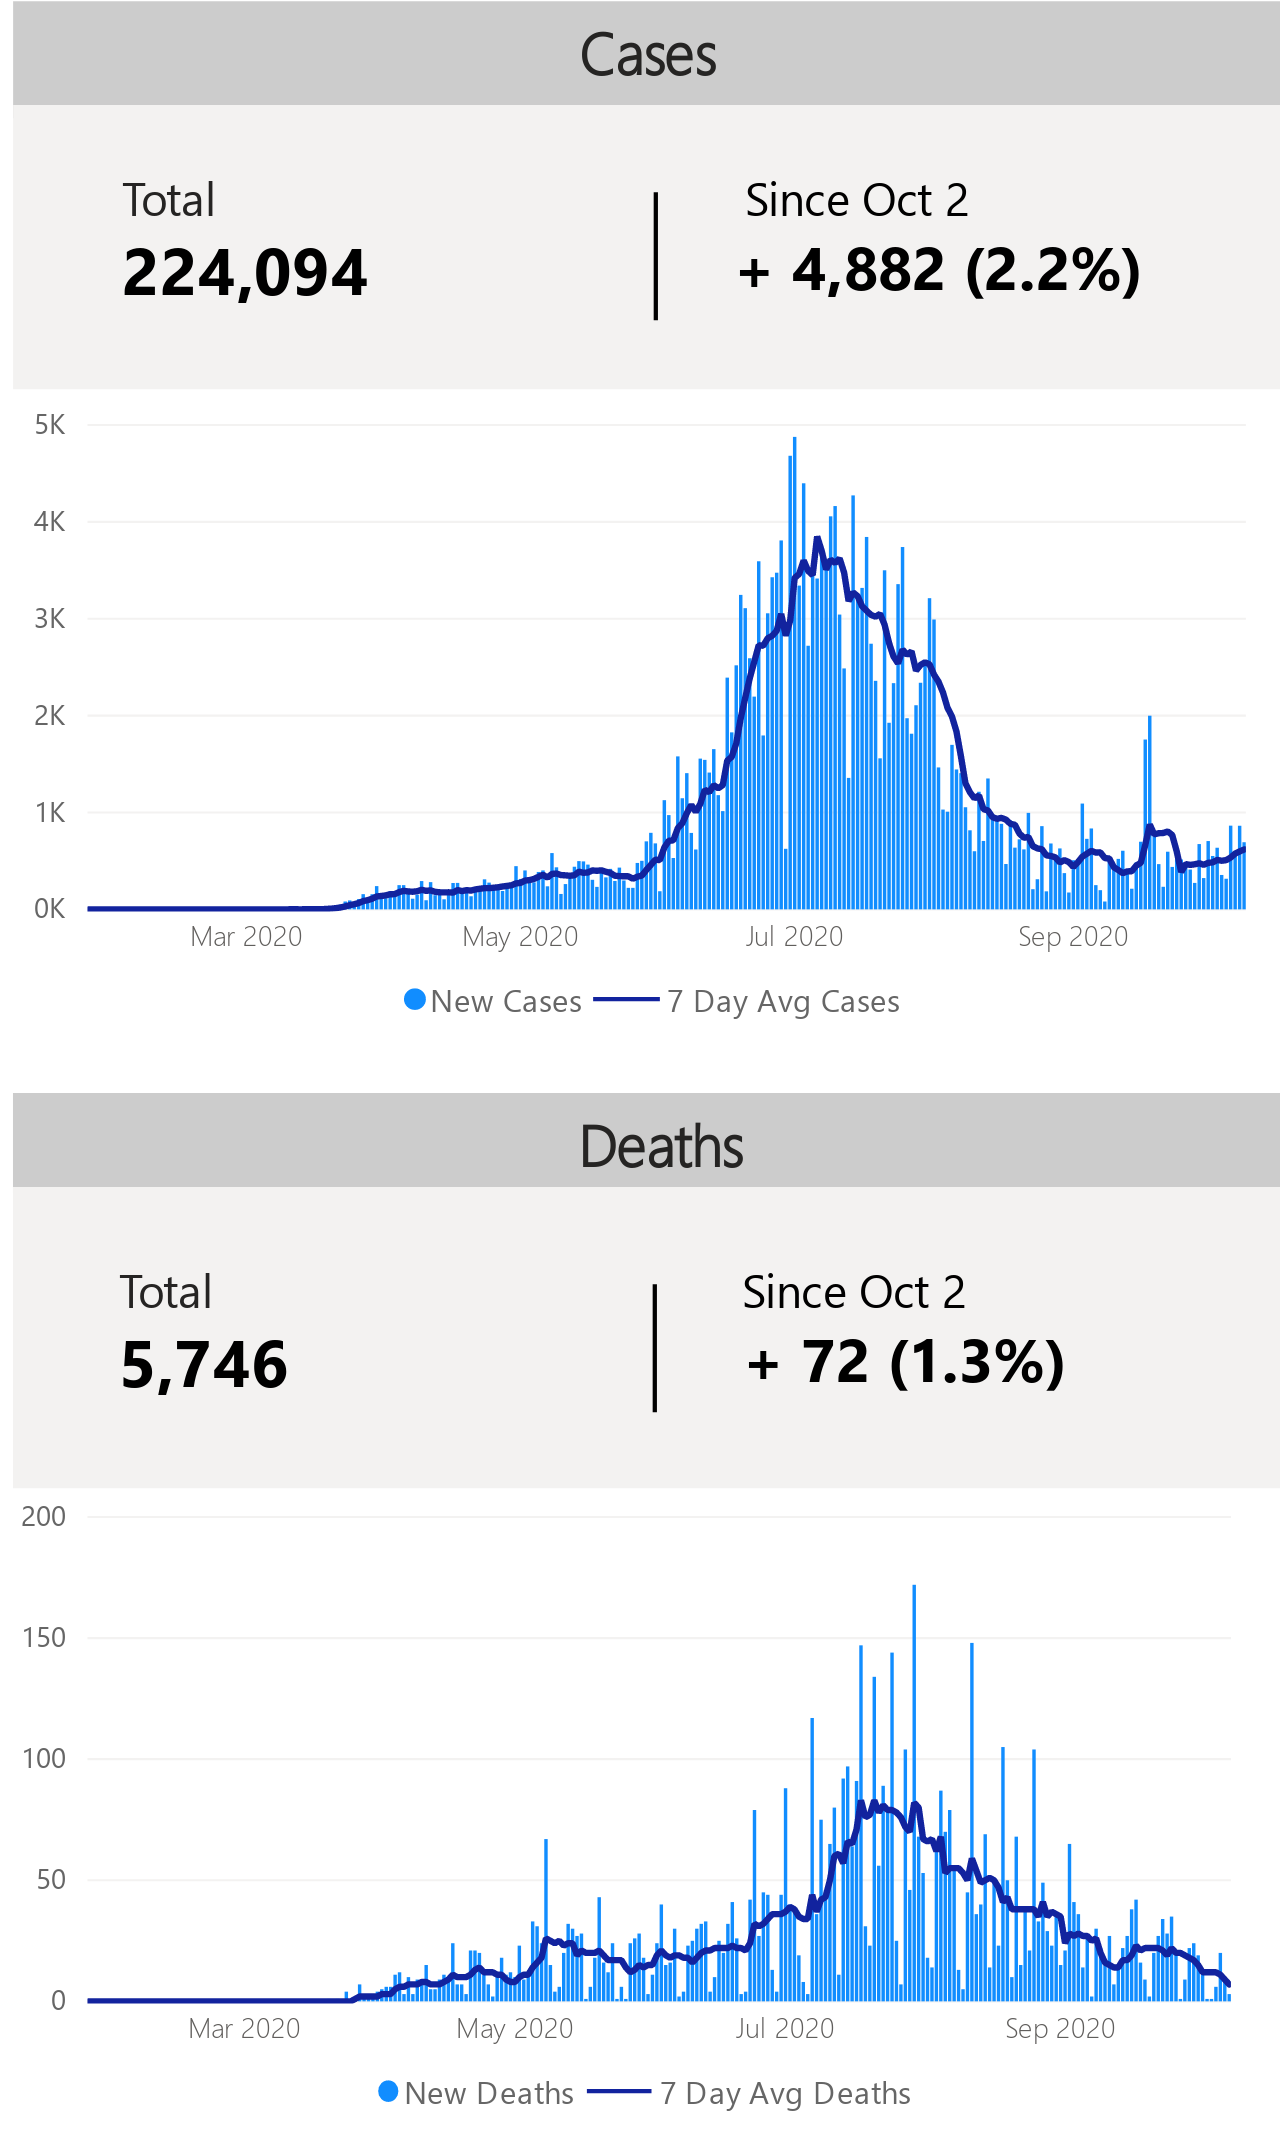 Cases
Total
Since Oct 2
224,094
+ 4,882 (2.2%)
5K
4K
3K
2K
1K
0K
Mar 2020
May 2020
Jul 2020
Sep 2020
New Cases
7 Day Avg Cases
Deaths
Total
Since Oct 2
5,746
+ 72 (1.3%)
200
150
100
50
0
Mar 2020
May 2020
Jul 2020
Sep 2020
New Deaths
7 Day Avg Deaths